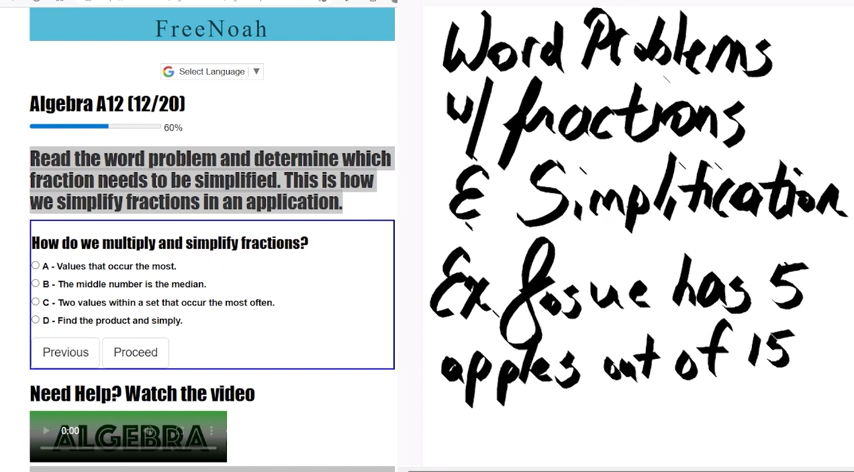 FreeNoah
Select Language ▼
Algebra A12 (12/20)
60%
Read the word problem and determine which
fraction needs to be simplified. This is how
we simplify fractions in an application.
How do we multiply and simplify fractions?
A - Values that occur the most.
B - The middle number is the median.
C - Two values within a set that occur the most often.
D - Find the product and simply.
Previous Proceed
Need Help? Watch the video
0:00
ALGEBRA
Word Problems
w/ fractions
& Simplification
Ex. Josue has 5
apples out of 15